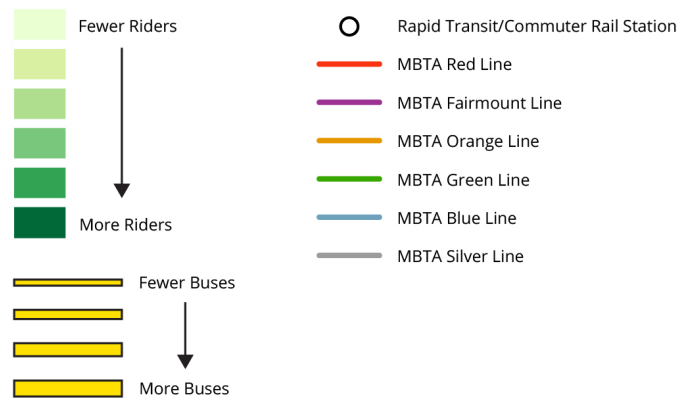 Fewer Riders
More Riders
Fewer Buses
More Buses
Rapid Transit/Commuter Rail Station
MBTA Red Line
MBTA Fairmount Line
MBTA Orange Line
MBTA Green Line
MBTA Blue Line
MBTA Silver Line